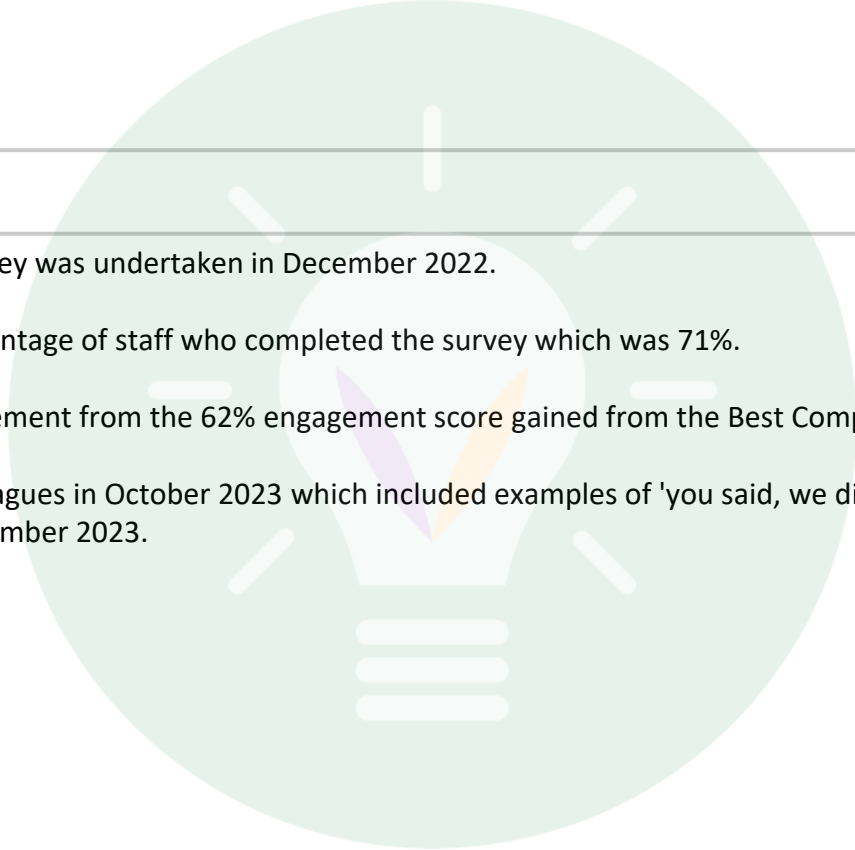 ey was undertaken in December 2022.
ntage of staff who completed the survey which was 71%.
ement from the 62% engagement score gained from the Best Comp
agues in October 2023 which included examples of 'you said, we di
mber 2023.